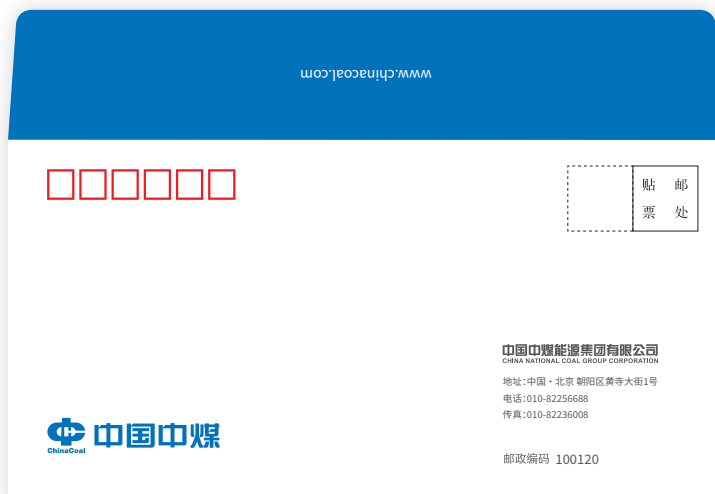 www.chinacoal.com
贴 邮
票 处
中国中煤能源集团有限公司
CHINA NATIONAL COAL GROUP CORPORATION
地址:中国·北京 朝阳区黄寺大街1号
电话:010-82256688
传真:010-82236008
中国中煤
ChinaCoal
邮政编码 100120